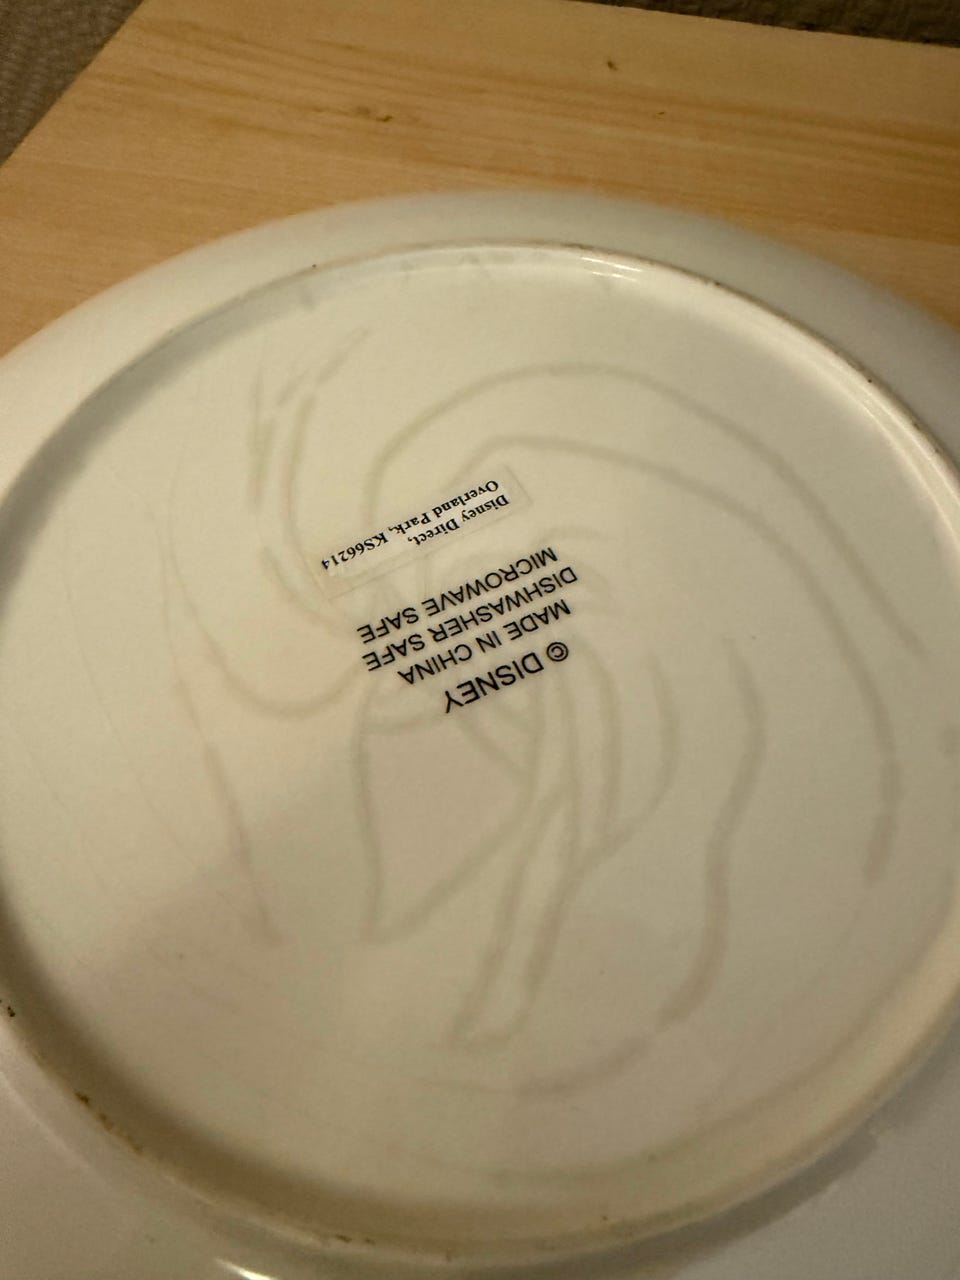 © DISNEY
MADE IN CHINA
DISHWASHER SAFE
MICROWAVE SAFE
Disney Direct,
Overland Park, KS66214